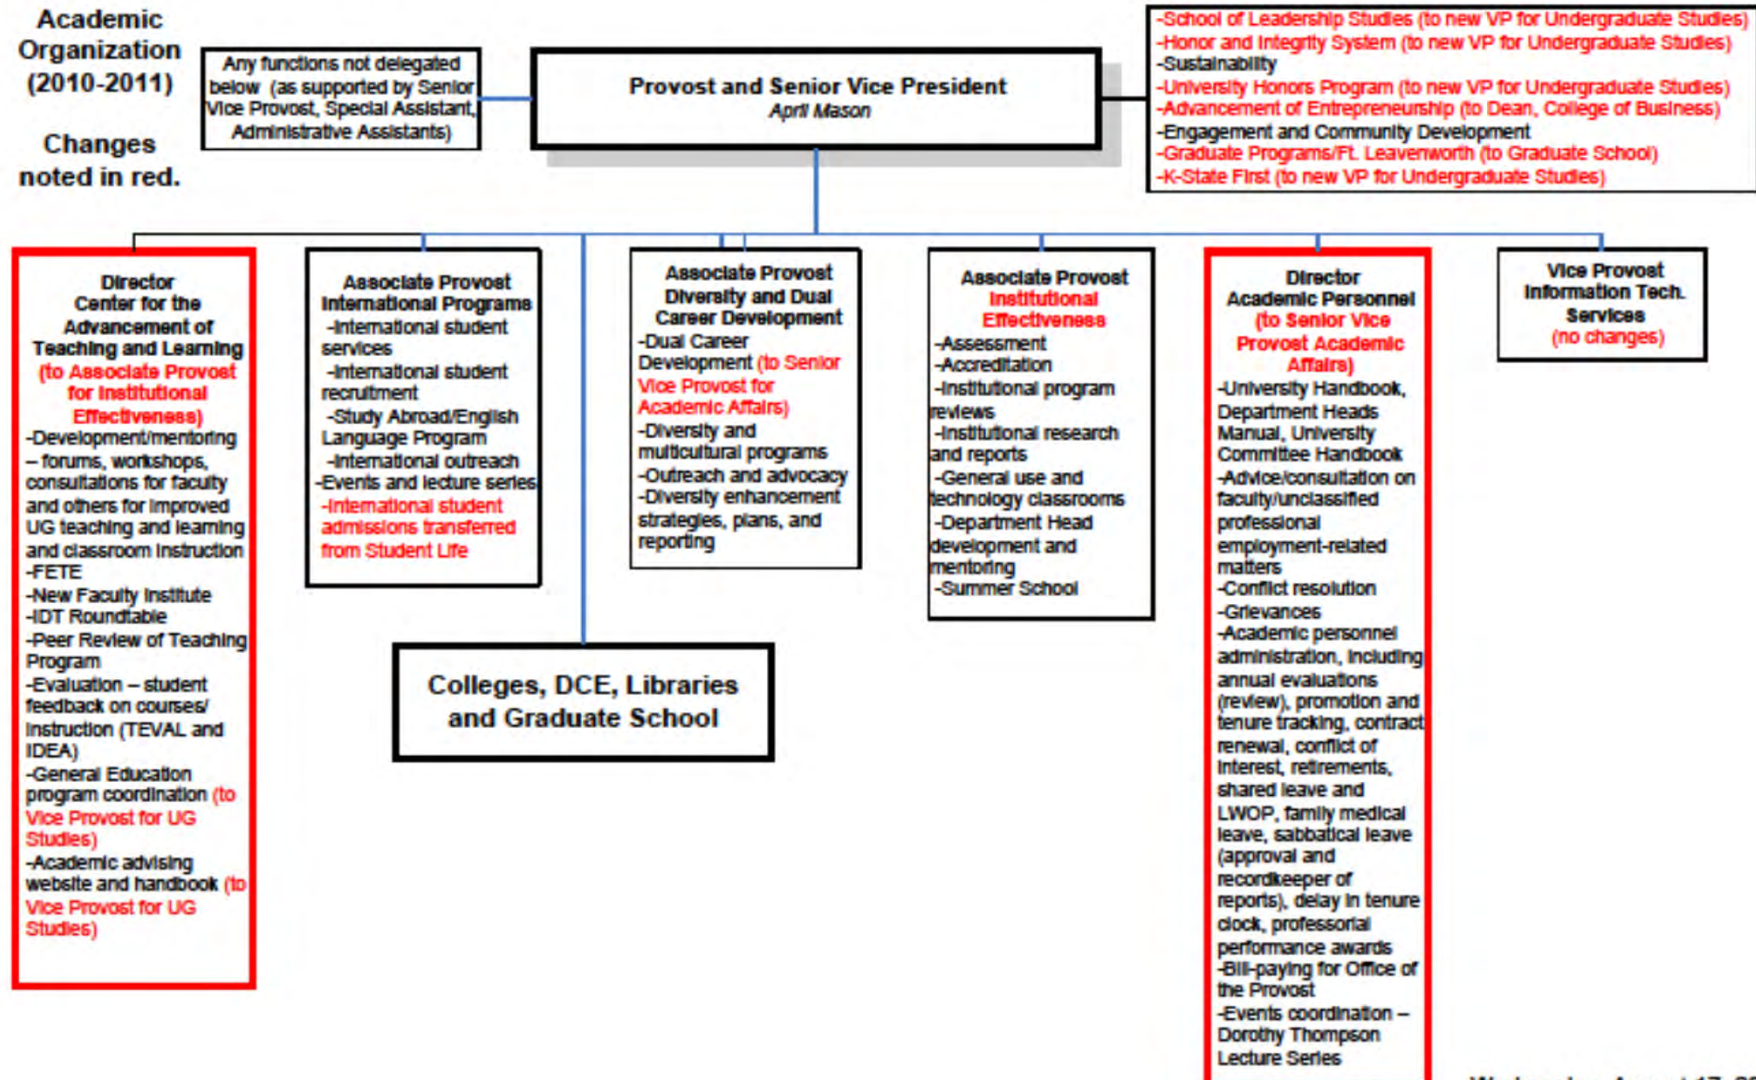 Academic
Organization
(2010-2011)
Changes
noted in red.
Any functions not delegated
below (as supported by Senior
Vice Provost, Special Assistant,
Administrative Assistants)
Provost and Senior Vice President
April Mason
-School of Leadership Studies (to new VP for Undergraduate Studies)
-Honor and Integrity System (to new VP for Undergraduate Studies)
-Sustainability
-University Honors Program (to new VP for Undergraduate Studies)
-Advancement of Entrepreneurship (to Dean, College of Business)
-Engagement and Community Development
-Graduate Programs/Ft. Leavenworth (to Graduate School)
-K-State First (to new VP for Undergraduate Studies)
Director
Center for the
Advancement of
Teaching and Learning
(to Associate Provost
for Institutional
Effectiveness)
-Development/mentoring
– forums, workshops,
consultations for faculty
and others for improved
UG teaching and learning
and classroom instruction
-FETE
-New Faculty Institute
-IDT Roundtable
-Peer Review of Teaching
Program
-Evaluation – student
feedback on courses/
instruction (TEVAL and
IDEA)
-General Education
program coordination (to
Vice Provost for UG
Studies)
-Academic advising
website and handbook (to
Vice Provost for UG
Studies)
Associate Provost
International Programs
-International student
services
-International student
recruitment
-Study Abroad/English
Language Program
-International outreach
-Events and lecture series
-International student
admissions transferred
from Student Life
Associate Provost
Diversity and Dual
Career Development
-Dual Career
Development (to Senior
Vice Provost for
Academic Affairs)
-Diversity and
multicultural programs
-Outreach and advocacy
-Diversity enhancement
strategies, plans, and
reporting
Associate Provost
Institutional
Effectiveness
-Assessment
-Accreditation
-Institutional program
reviews
-Institutional research
and reports
-General use and
technology classrooms
-Department Head
development and
mentoring
-Summer School
Director
Academic Personnel
(to Senior Vice
Provost Academic
Affairs)
-University Handbook,
Department Heads
Manual, University
Committee Handbook
-Advice/consultation on
faculty/unclassified
professional
employment-related
matters
-Conflict resolution
-Grievances
-Academic personnel
administration, including
annual evaluations
(review), promotion and
tenure tracking, contract
renewal, conflict of
interest, retirements,
shared leave and
LWOP, family medical
leave, sabbatical leave
(approval and
recordkeeper of
reports), delay in tenure
clock, professorial
performance awards
-Bill-paying for Office of
the Provost
-Events coordination –
Dorothy Thompson
Lecture Series
Vice Provost
Information Tech.
Services
(no changes)
Colleges, DCE, Libraries
and Graduate School